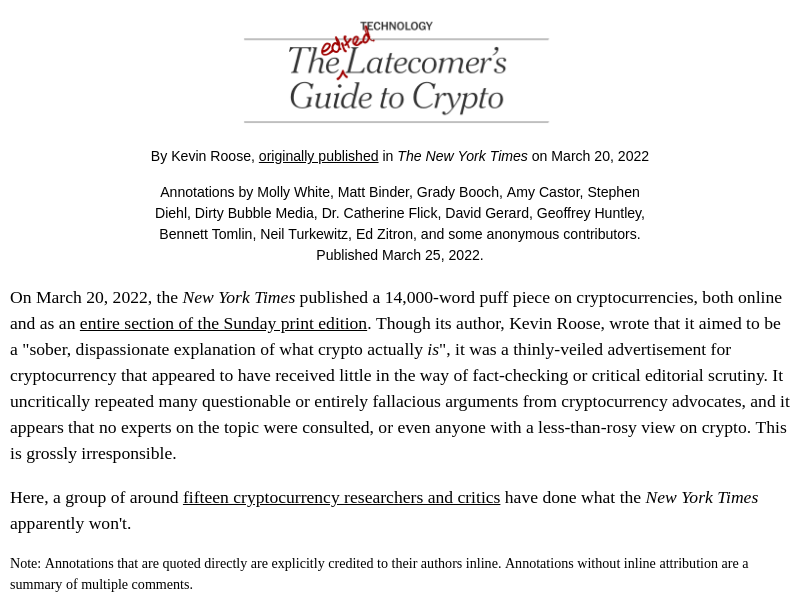 TECHNOLOGY
The edited Latecomer's
Guide to Crypto
By Kevin Roose, originally published in The New York Times on March 20, 2022
Annotations by Molly White, Matt Binder, Grady Booch, Amy Castor, Stephen
Diehl, Dirty Bubble Media, Dr. Catherine Flick, David Gerard, Geoffrey Huntley,
Bennett Tomlin, Neil Turkewitz, Ed Zitron, and some anonymous contributors.
Published March 25, 2022.
On March 20, 2022, the New York Times published a 14,000-word puff piece on cryptocurrencies, both online
and as an entire section of the Sunday print edition. Though its author, Kevin Roose, wrote that it aimed to be
a "sober, dispassionate explanation of what crypto actually is", it was a thinly-veiled advertisement for
cryptocurrency that appeared to have received little in the way of fact-checking or critical editorial scrutiny. It
uncritically repeated many questionable or entirely fallacious arguments from cryptocurrency advocates, and it
appears that no experts on the topic were consulted, or even anyone with a less-than-rosy view on crypto. This
is grossly irresponsible.
Here, a group of around fifteen cryptocurrency researchers and critics have done what the New York Times
apparently won't.
Note: Annotations that are quoted directly are explicitly credited to their authors inline. Annotations without inline attribution are a
summary of multiple comments.